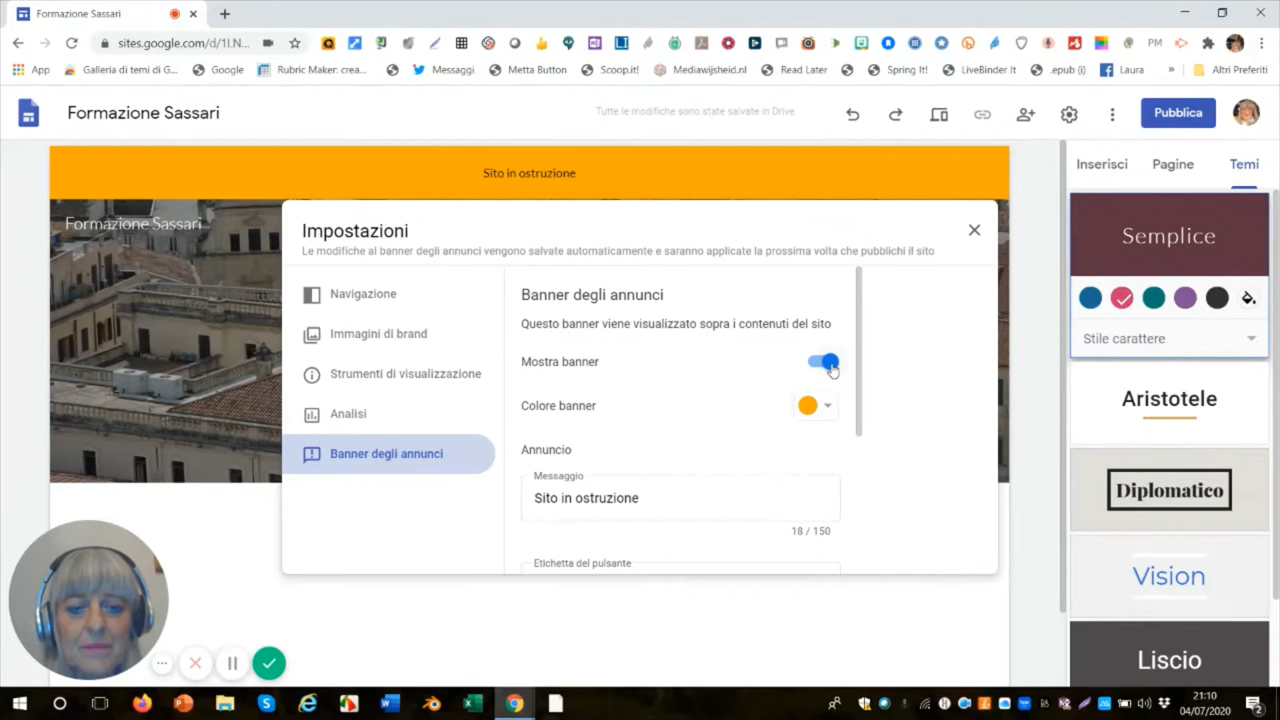 Formazione Sassari
sites.google.com/d/1I.N...
PM
App
Galleria di temi di G...
Google
Rubric Maker: crea...
Messaggi
Metta Button
Scoop.it!
Mediawijsheid.nl
Read Later
Spring It!
LiveBinder It
.epub (i)
Laura
»
Altri Preferiti
Formazione Sassari
Tutte le modifiche sono state salvate in Drive
Pubblica
Sito in ostruzione
Formazione Sassari
Impostazioni
Le modifiche al banner degli annunci vengono salvate automaticamente e saranno applicate la prossima volta che pubblichi il sito
Navigazione
Immagini di brand
Strumenti di visualizzazione
Analisi
Banner degli annunci
Banner degli annunci
Questo banner viene visualizzato sopra i contenuti del sito
Mostra banner
Colore banner
Annuncio
Messaggio
Sito in ostruzione
18 / 150
Etichetta del pulsante
Inserisci
Pagine
Temi
Semplice
Stile carattere
Aristotele
Diplomatico
Vision
Liscio
21:10
04/07/2020
2